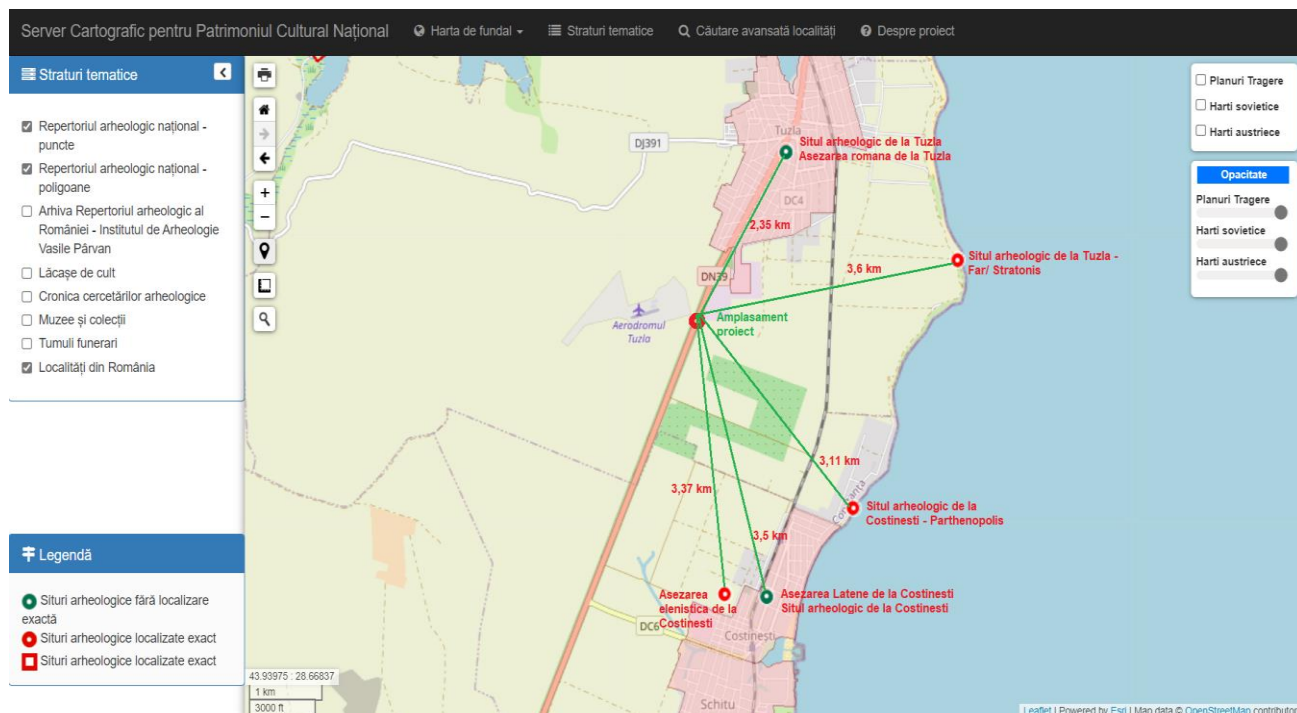 Server Cartografic pentru Patrimoniul Cultural Național
Harta de fundal
Straturi tematice
Căutare avansată localități
Despre proiect
Straturi tematice
Repertoriul arheologic național -
puncte
Repertoriul arheologic național -
poligoane
Arhiva Repertoriul arheologic al
României - Institutul de Arheologie
Vasile Pârvan
Lăcașe de cult
Cronica cercetărilor arheologice
Muzee și colecții
Tumuli funerari
Localități din România
Legendă
Situri arheologice fără localizare
exactă
Situri arheologice localizate exact
Situri arheologice localizate exact
Planuri Tragere
Harti sovietice
Harti austriece
Opacitate
Planuri Tragere
Harti sovietice
Harti austriece
DJ391
Tuzla
Situl arheologic de la Tuzla
Asezarea romana de la Tuzla
DC4
2,35 km
Situl arheologic de la Tuzla -
Far/ Stratonis
3,6 km
DN39
Amplasament
proiect
Aerodromul
Tuzla
3,11 km
3,37 km
Constanța
Situl arheologic de la
Costinesti - Parthenopolis
3,5 km
Asezarea
elenistica de la
Costinesti
Asezarea Latene de la Costinesti
Situl arheologic de la Costinesti
DC6
Costinești
Schitu
43.93975 : 28.66837
1 km
3000 ft
Leaflet | Powered by Esri | Map data © OpenStreetMap contributor